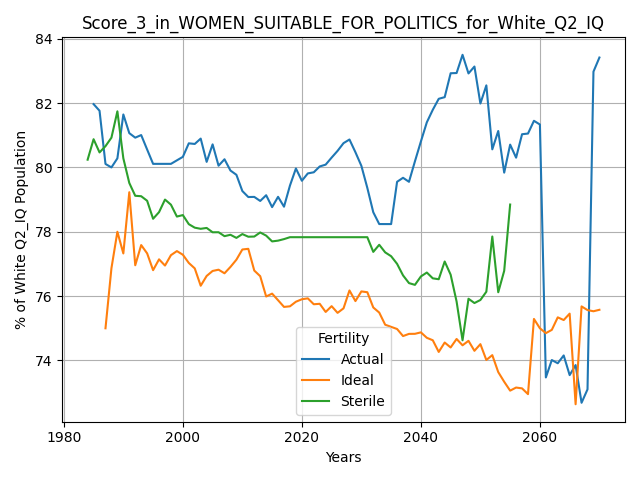 Score_3_in_WOMEN_SUITABLE_FOR_POLITICS_for_White_Q2_IQ
84
82
80
78
76
74
% of White Q2_IQ Population
Fertility
Actual
Ideal
Sterile
1980 2000 2020 2040 2060
Years